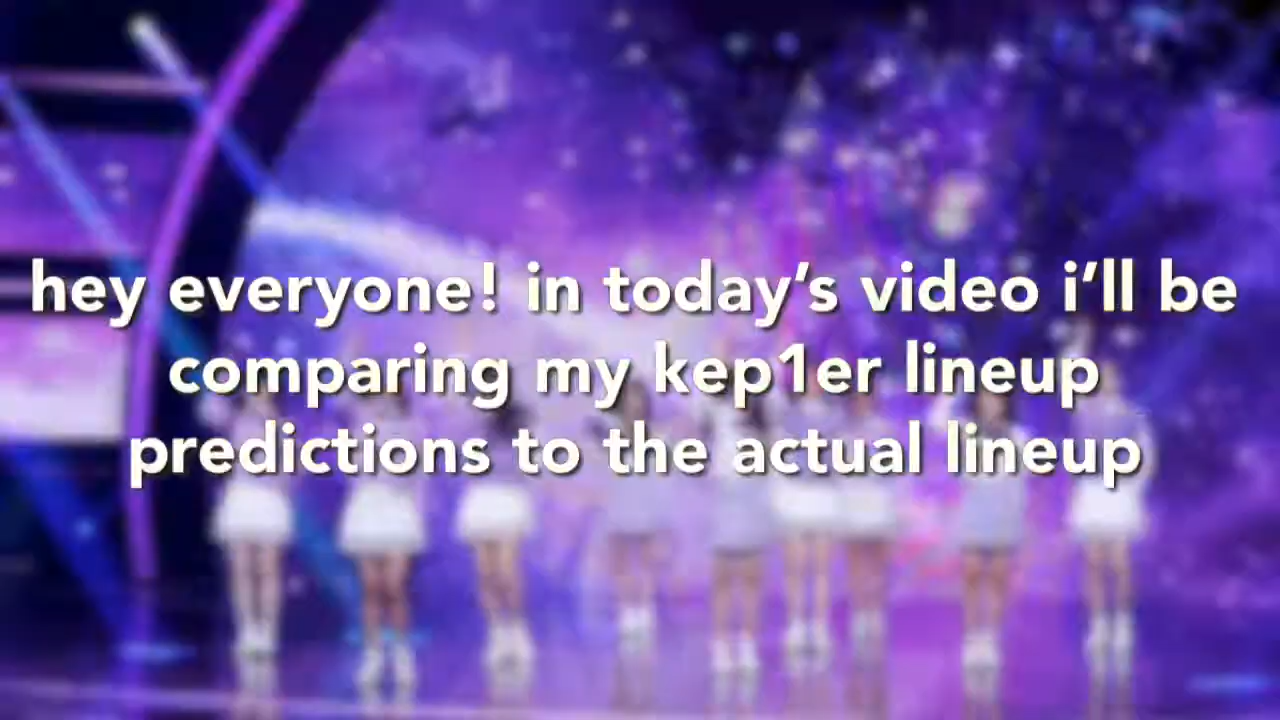 hey everyone! in today’s video i’ll be
comparing my kep1er lineup
predictions to the actual lineup